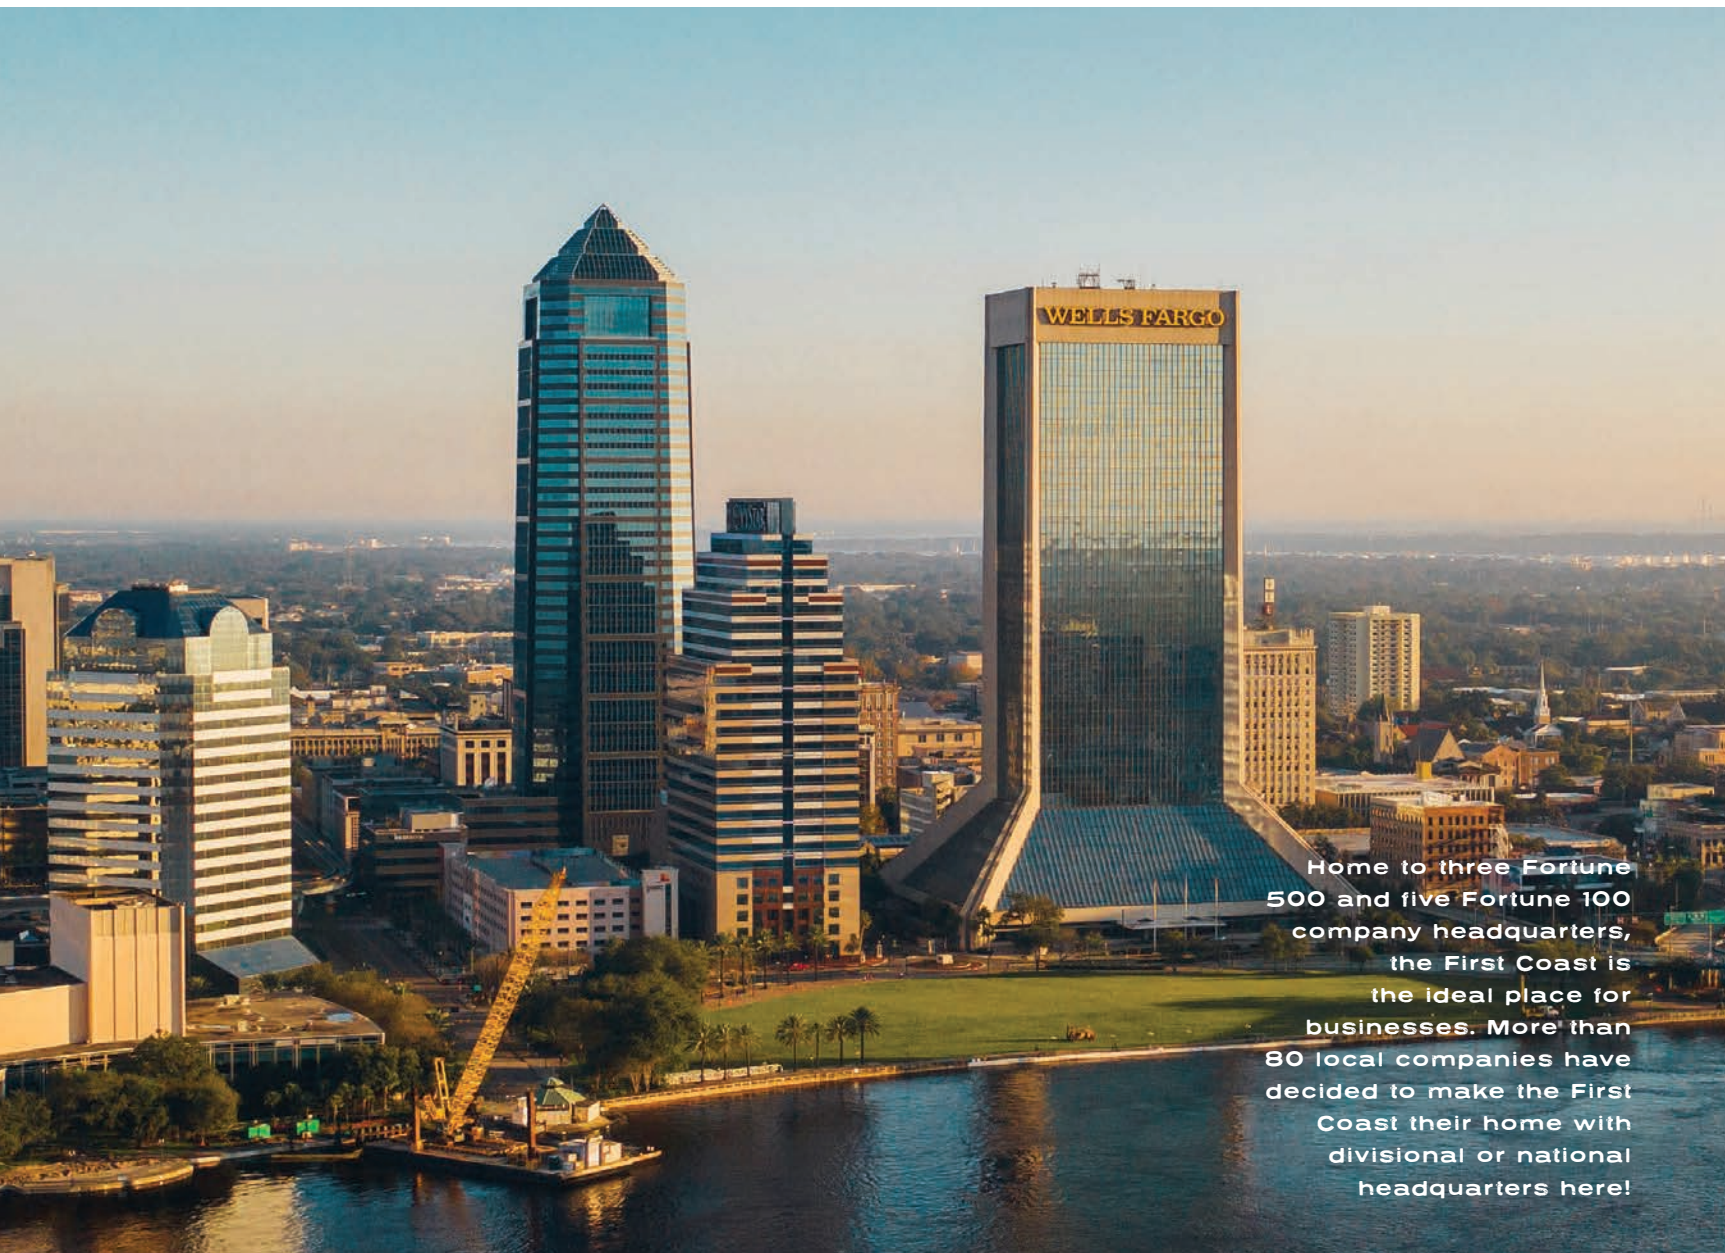 WELLS FARGO
Home to three Fortune
500 and five Fortune 100
company headquarters,
the First Coast is
the ideal place for
businesses. More than
80 local companies have
decided to make the First
Coast their home with
divisional or national
headquarters here!